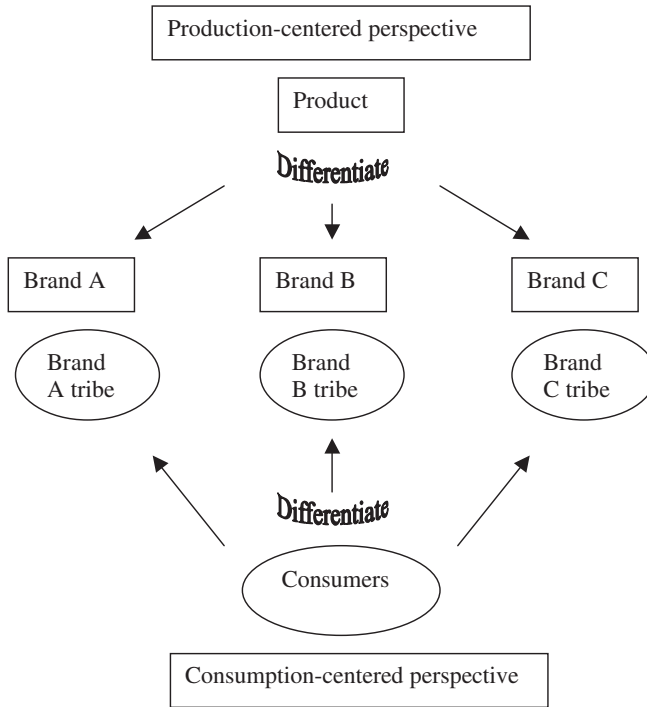 Production-centered perspective
Product
Differentiate
Brand A
Brand B
Brand C
Brand
A tribe
Brand
B tribe
Brand
C tribe
Differentiate
Consumers
Consumption-centered perspective